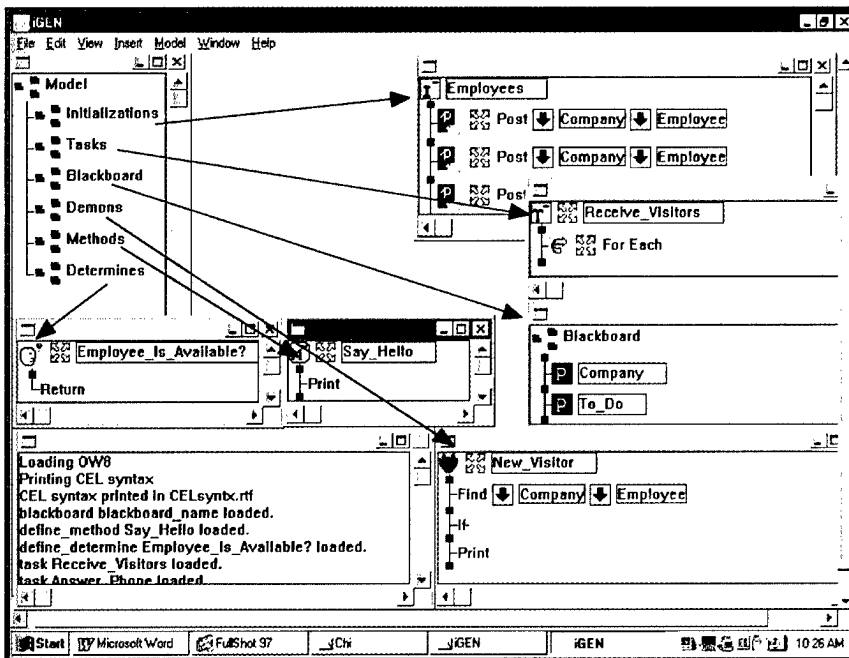 iGEN
File Edit View Insert Model Window Help
Model
Initializations
Tasks
Blackboard
Demons
Methods
Determines
Employees
Post Company Employee
Post Company Employee
Post
Receive_Visitors
For Each
Blackboard
Company
To_Do
Employee_Is_Available?
Return
Say_Hello
Print
Loading OW8
Printing CEL syntax
CEL syntax printed in CELsyntx.rtf
blackboard blackboard_name loaded.
define_method Say_Hello loaded.
define_determine Employee_Is_Available? loaded.
task Receive_Visitors loaded.
task Answer_Phone loaded.
New_Visitor
Find Company Employee
If
Print
Start Microsoft Word FullShot 97 Chi iGEN iGEN 10:26 AM